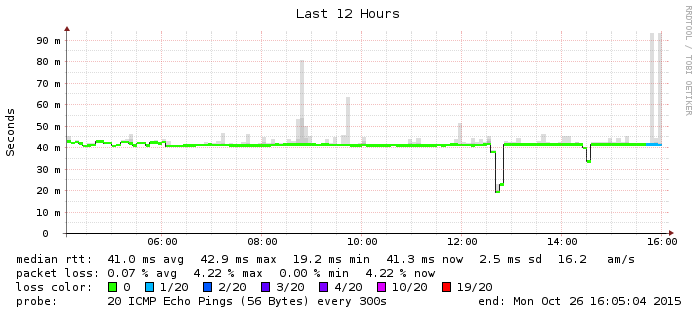 Last 12 Hours
RRDTOOL / TOBI OETIKER
Seconds
90 m
80 m
70 m
60 m
50 m
40 m
30 m
20 m
10 m
0
06:00 08:00 10:00 12:00 14:00 16:00
median rtt: 41.0 ms avg 42.9 ms max 19.2 ms min 41.3 ms now 2.5 ms sd 16.2 am/s
packet loss: 0.07 % avg 4.22 % max 0.00 % min 4.22 % now
loss color: 0 1/20 2/20 3/20 4/20 10/20 19/20
probe: 20 ICMP Echo Pings (56 Bytes) every 300s end: Mon Oct 26 16:05:04 2015